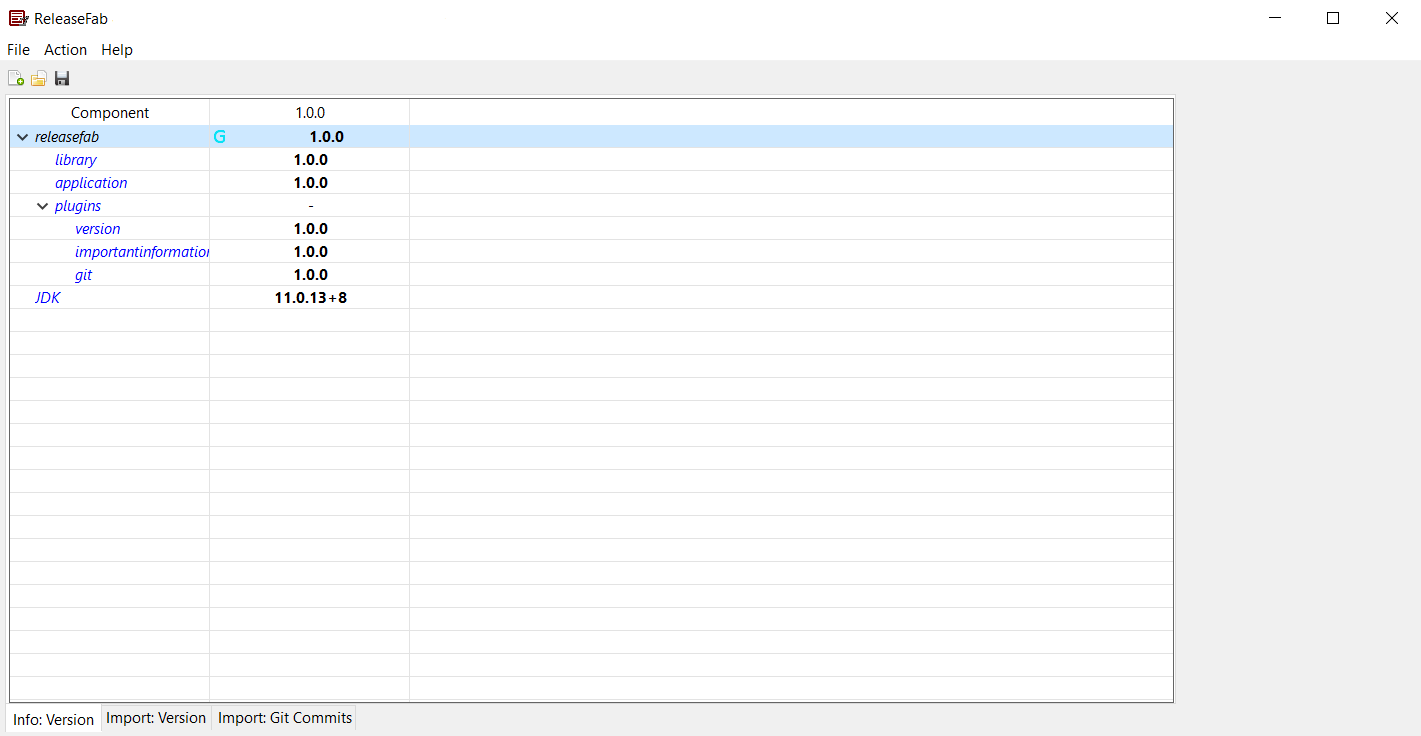 ReleaseFab
File Action Help
Component 1.0.0
releasefab G 1.0.0
library 1.0.0
application 1.0.0
plugins -
version 1.0.0
importantinformation 1.0.0
git 1.0.0
JDK 11.0.13+8
Info: Version Import: Version Import: Git Commits